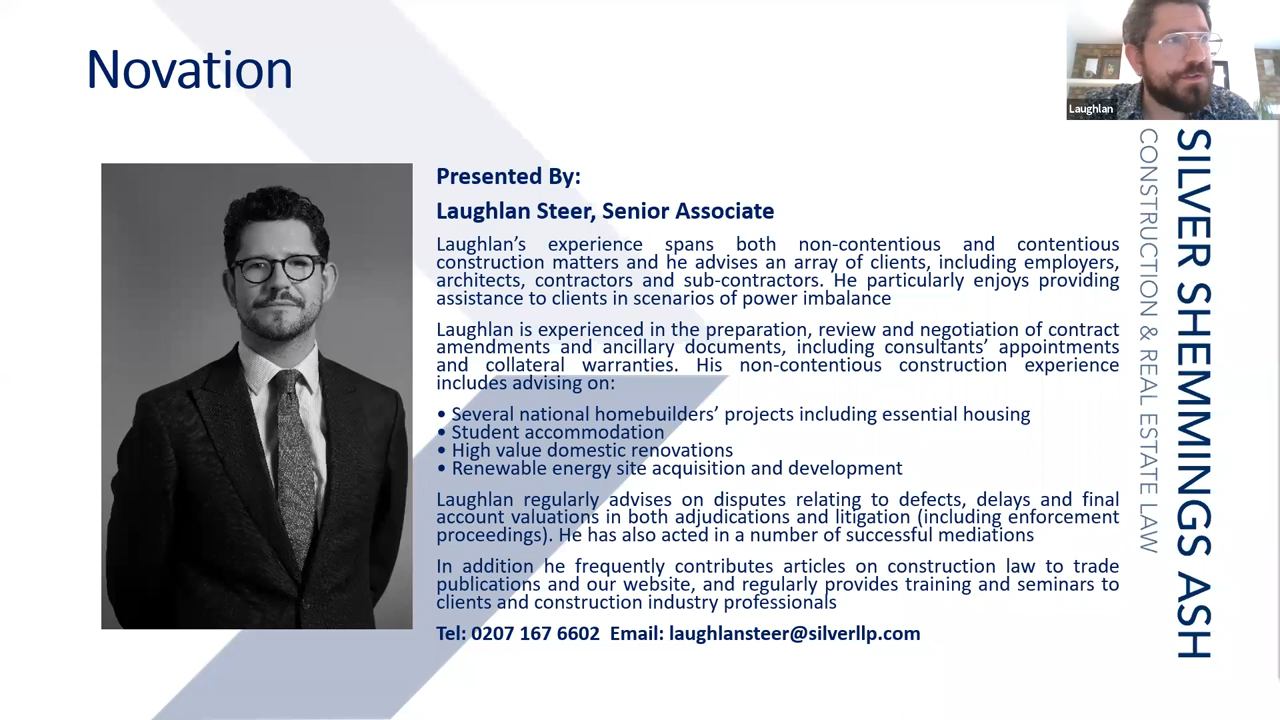 Novation
Laughlan
Presented By:
Laughlan Steer, Senior Associate
Laughlan’s experience spans both non-contentious and contentious
construction matters and he advises an array of clients, including employers,
architects, contractors and sub-contractors. He particularly enjoys providing
assistance to clients in scenarios of power imbalance
Laughlan is experienced in the preparation, review and negotiation of contract
amendments and ancillary documents, including consultants’ appointments
and collateral warranties. His non-contentious construction experience
includes advising on:
• Several national homebuilders’ projects including essential housing
• Student accommodation
• High value domestic renovations
• Renewable energy site acquisition and development
Laughlan regularly advises on disputes relating to defects, delays and final
account valuations in both adjudications and litigation (including enforcement
proceedings). He has also acted in a number of successful mediations
In addition he frequently contributes articles on construction law to trade
publications and our website, and regularly provides training and seminars to
clients and construction industry professionals
Tel: 0207 167 6602 Email: laughlansteer@silverllp.com
SILVER SHEMMINGS ASH
CONSTRUCTION & REAL ESTATE LAW